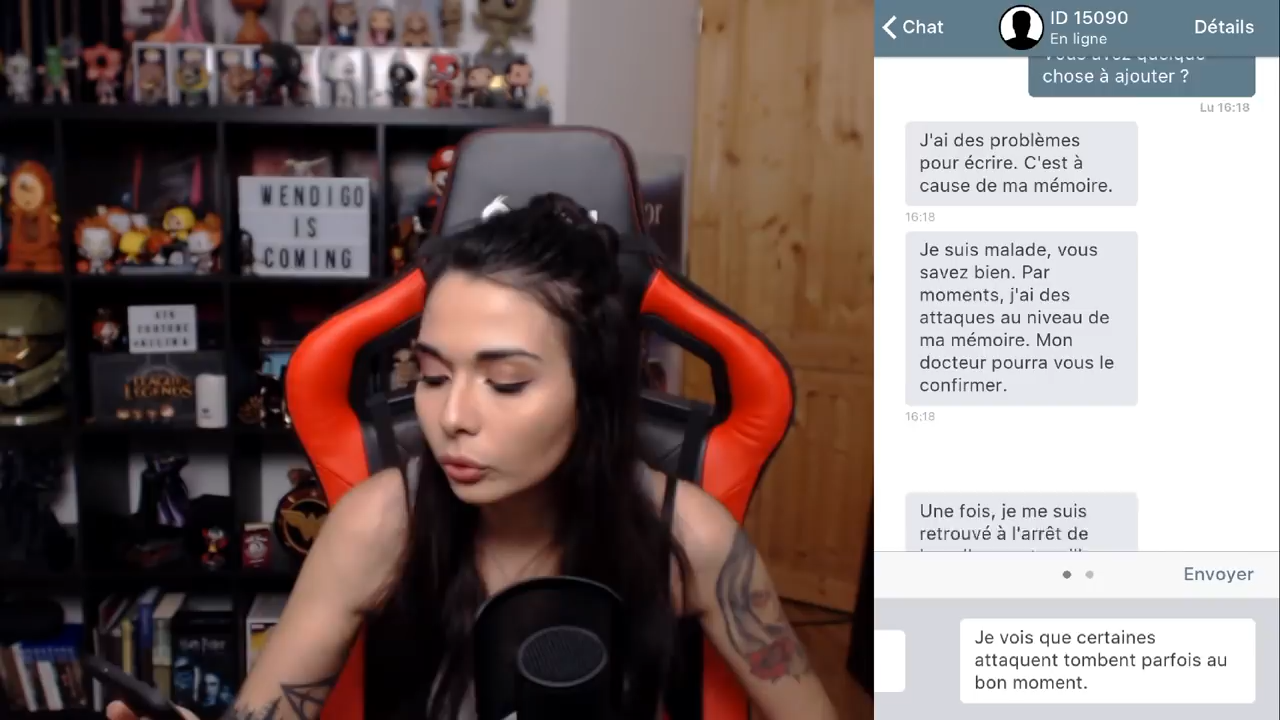 Chat
ID 15090
En ligne
Détails
Vous avez quelque
chose à ajouter ?
Lu 16:18
J'ai des problèmes
pour écrire. C'est à
cause de ma mémoire.
16:18
Je suis malade, vous
savez bien. Par
moments, j'ai des
attaques au niveau de
ma mémoire. Mon
docteur pourra vous le
confirmer.
16:18
Une fois, je me suis
retrouvé à l'arrêt de
Envoyer
Je vois que certaines
attaquent tombent parfois au
bon moment.
WENDIGO
IS
COMING
LEAGUE OF
LEGENDS